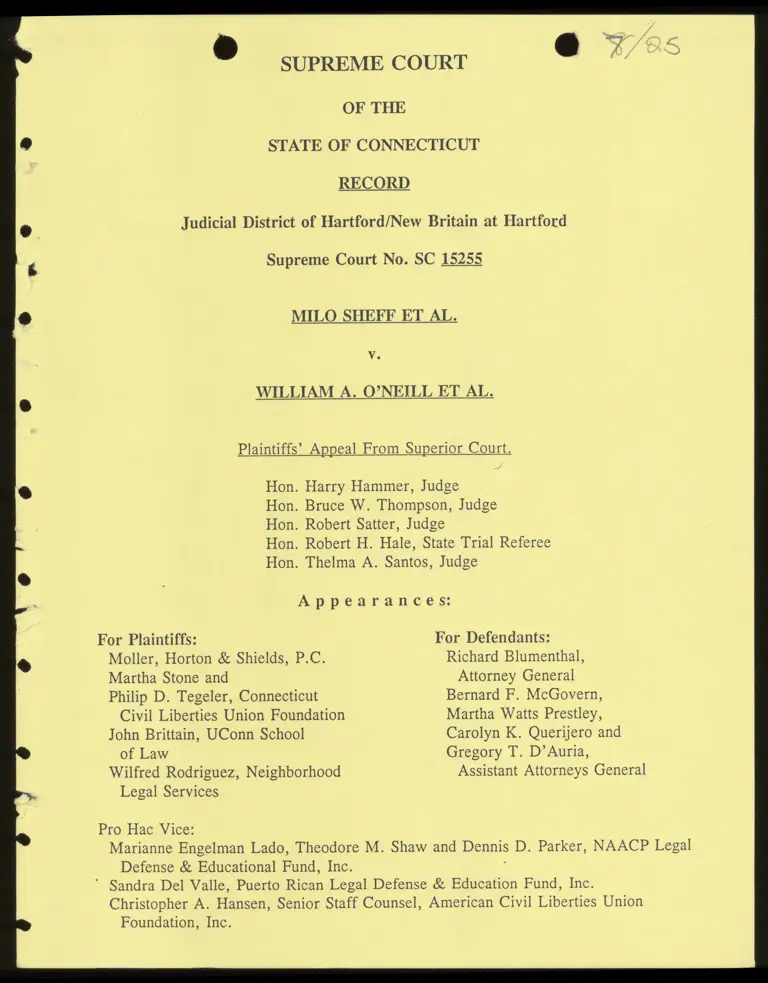 8/25
SUPREME COURT
OF THE
STATE OF CONNECTICUT
RECORD
Judicial District of Hartford/New Britain at Hartford
Supreme Court No. SC 15255
MILO SHEFF ET AL.
v.
WILLIAM A. O'NEILL ET AL.
Plaintiffs' Appeal From Superior Court.
Hon. Harry Hammer, Judge
Hon. Bruce W. Thompson, Judge
Hon. Robert Satter, Judge
Hon. Robert H. Hale, State Trial Referee
Hon. Thelma A. Santos, Judge
A p p e a r a n c e s:
For Plaintiffs:
Moller, Horton & Shields, P.C.
Martha Stone and
Philip D. Tegeler, Connecticut
Civil Liberties Union Foundation
John Brittain, UConn School
of Law
Wilfred Rodriguez, Neighborhood
Legal Services
For Defendants:
Richard Blumenthal,
Attorney General
Bernard F. McGovern,
Martha Watts Prestley,
Carolyn K. Querijero and
Gregory T. D'Auria,
Assistant Attorneys General
Pro Hac Vice:
Marianne Engelman Lado, Theodore M. Shaw and Dennis D. Parker, NAACP Legal
Defense & Educational Fund, Inc.
Sandra Del Valle, Puerto Rican Legal Defense & Education Fund, Inc.
Christopher A. Hansen, Senior Staff Counsel, American Civil Liberties Union
Foundation, Inc.